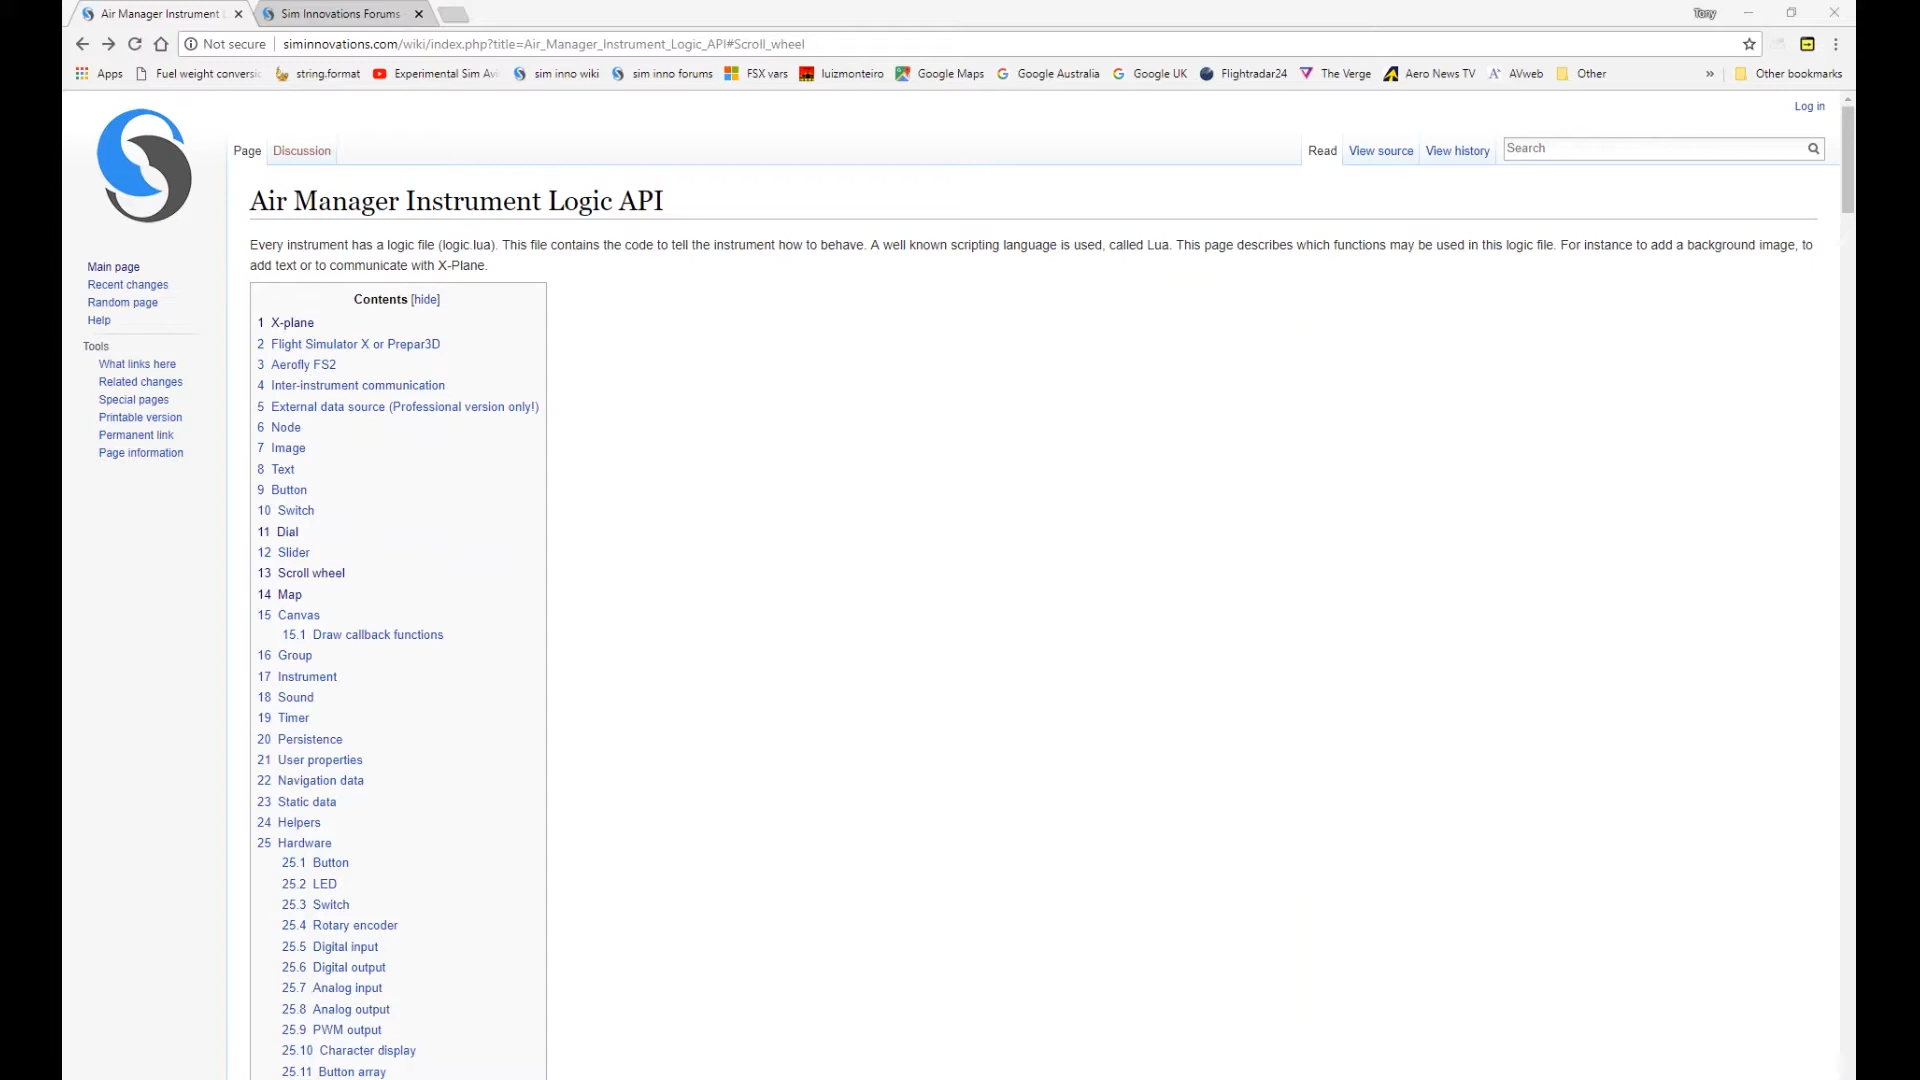 Air Manager Instrument L
Sim Innovations Forums
Tony
Not secure
siminnovations.com/wiki/index.php?title=Air_Manager_Instrument_Logic_API#Scroll_wheel
Apps
Fuel weight conversi
string.format
Experimental Sim Avi
sim inno wiki
sim inno forums
FSX vars
luizmonteiro
Google Maps
Google Australia
Google UK
Flightradar24
The Verge
Aero News TV
AVweb
Other
»
Other bookmarks
Log in
Page
Discussion
Read
View source
View history
Search
Air Manager Instrument Logic API
Every instrument has a logic file (logic.lua). This file contains the code to tell the instrument how to behave. A well known scripting language is used, called Lua. This page describes which functions may be used in this logic file. For instance to add a background image, to
add text or to communicate with X-Plane.
Main page
Recent changes
Random page
Help
Tools
What links here
Related changes
Special pages
Printable version
Permanent link
Page information
Contents [hide]
1 X-plane
2 Flight Simulator X or Prepar3D
3 Aerofly FS2
4 Inter-instrument communication
5 External data source (Professional version only!)
6 Node
7 Image
8 Text
9 Button
10 Switch
11 Dial
12 Slider
13 Scroll wheel
14 Map
15 Canvas
15.1 Draw callback functions
16 Group
17 Instrument
18 Sound
19 Timer
20 Persistence
21 User properties
22 Navigation data
23 Static data
24 Helpers
25 Hardware
25.1 Button
25.2 LED
25.3 Switch
25.4 Rotary encoder
25.5 Digital input
25.6 Digital output
25.7 Analog input
25.8 Analog output
25.9 PWM output
25.10 Character display
25.11 Button array